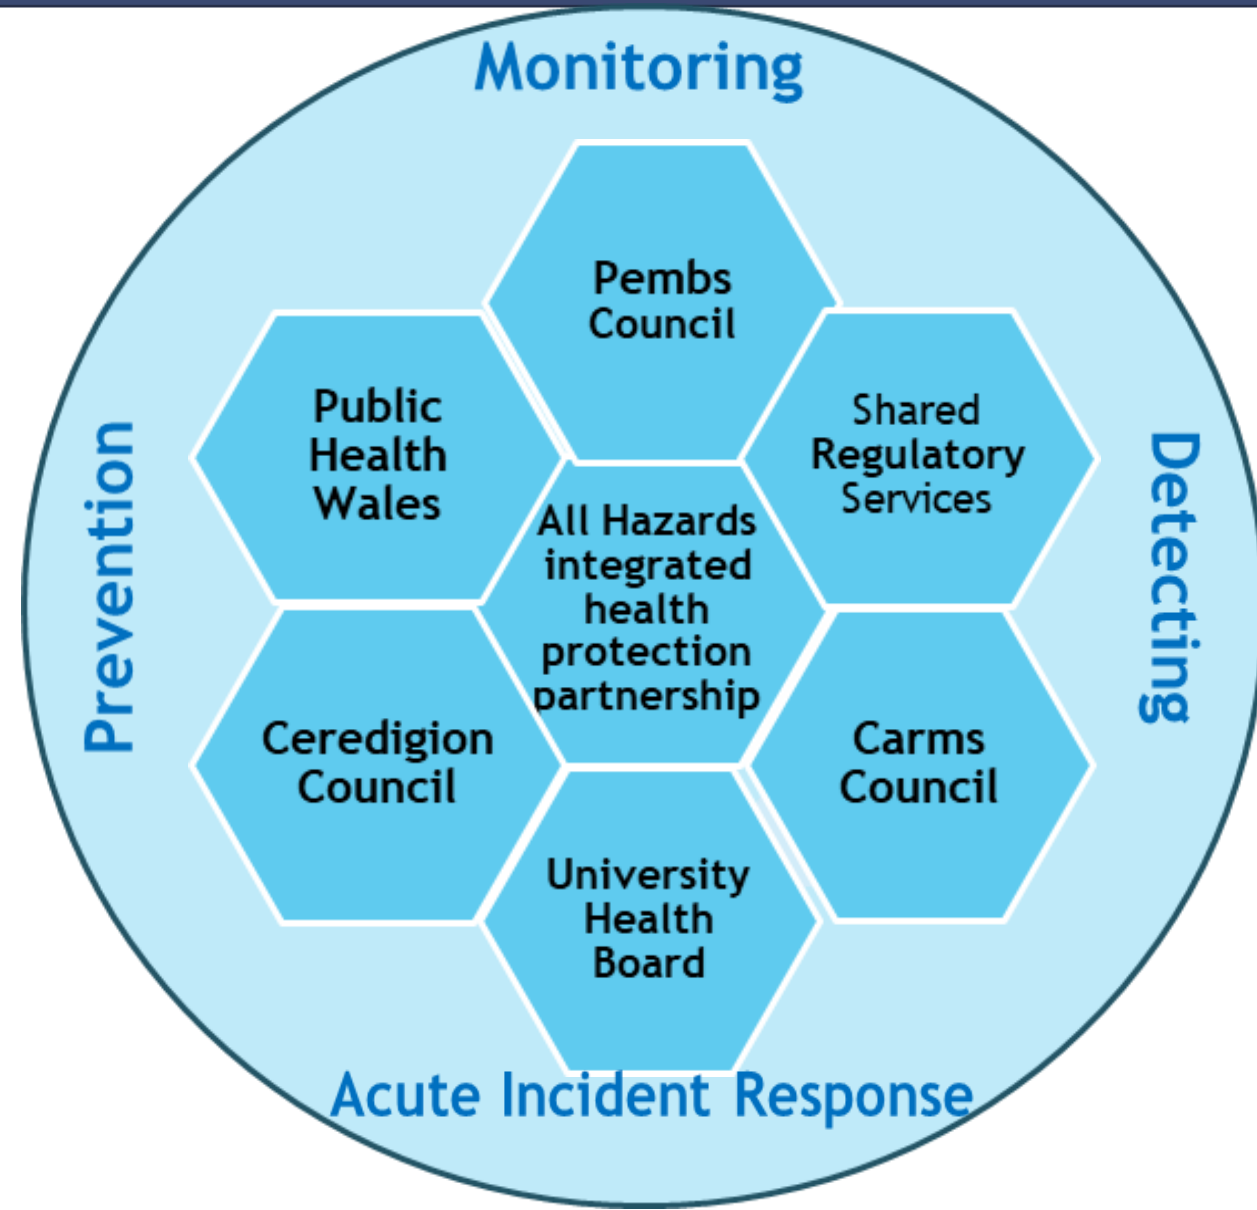 Monitoring
Pembs
Council
Public
Health
Wales
Shared
Regulatory
Services
Prevention
Detecting
All Hazards
integrated
health
protection
partnership
Ceredigion
Council
Carms
Council
University
Health
Board
Acute Incident Response